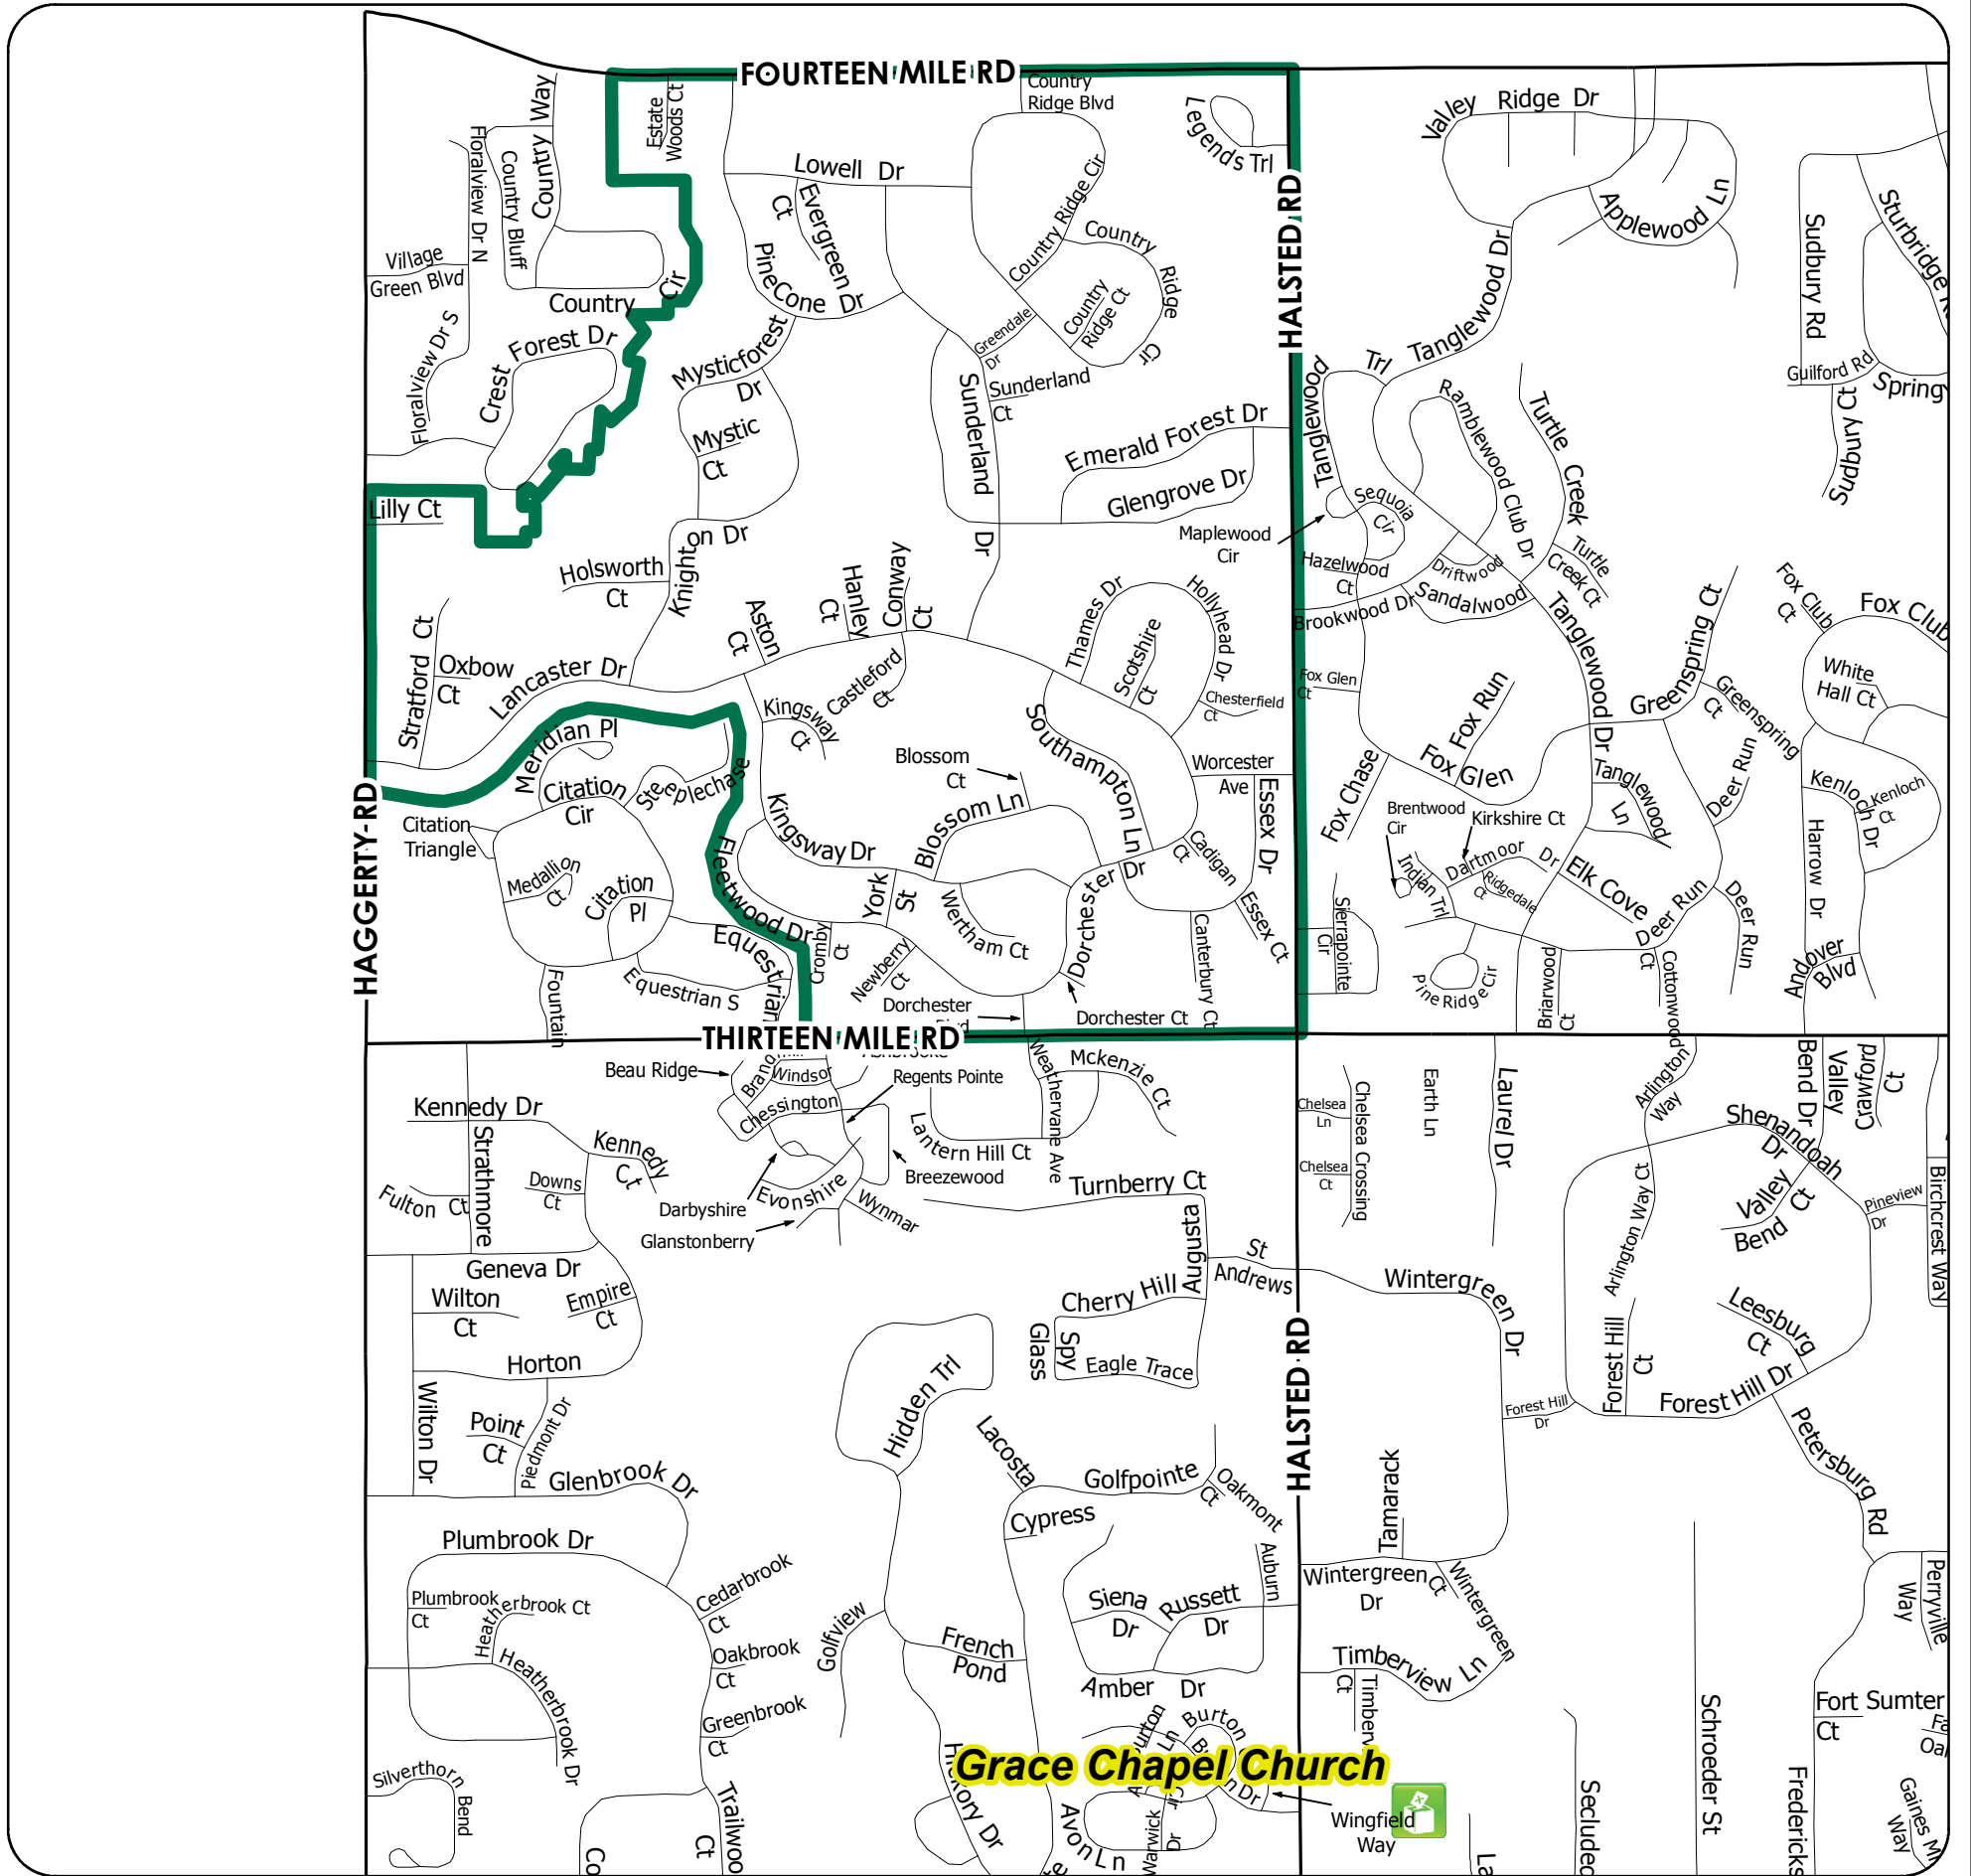 FOURTEEN MILE RD
Country
Ridge Blvd
Estate
Woods Ct
Country Way
Floralview Dr N
Country Bluff
Legends Trl
Valley Ridge Dr
Lowell Dr
Evergreen
Ct
Country Ridge Cir
HALSTED RD
Applewood Ln
Sudbury Rd
Sturbridge
Village
Green Blvd
PineCone Dr
Country
Ridge
Cir
Country
Ridge Ct
Tanglewood Dr
Country Cir
Greendale
Dr
Floralview Dr S
Crest Forest Dr
Mysticforest
Dr
Tanglewood Trl
Guilford Rd
Spring
Sunderland
Ct
Sunderland
Dr
Emerald Forest Dr
Glengrove Dr
Ramblewood Club Dr
Turtle Creek
Sudbury Ct
Mystic
Ct
Lilly Ct
Sequoia
Cir
Maplewood
Cir
Knighton Dr
Holsworth
Ct
Hazelwood
Ct
Driftwood
Turtle
Creek Ct
Brookwood Dr
Sandalwood
Hanley
Ct
Conway
Ct
Aston
Ct
Thames Dr
Hollyhead Dr
Scotshire
Ct
Tanglewood Dr
Greenspring Ct
Fox Club
Ct
Fox Club
Stratford Ct
Oxbow
Ct
Lancaster Dr
Castleford
Ct
Kingsway
Ct
Chesterfield
Ct
Fox Glen
Ct
Fox Run
White
Hall Ct
Greenspring
Ct
Meridian Pl
Southampton Ln
Blossom
Ct
Worcester
Ave
Essex Dr
Fox Chase
Fox Glen
Tanglewood
Ln
Deer Run
Kenloch Dr
Kenloch
Ct
HAGGERTY RD
Citation
Cir
Steeplechase
Citation
Triangle
Kingsway Dr
Blossom Ln
Brentwood
Cir
Kirkshire Ct
Medallion
Ct
Citation
Pl
Fleetwood Dr
York
St
Wertham Ct
Dorchester Dr
Cadigan
Ct
Essex Ct
Indian Trl
Dartmoor Dr
Ridgedale
Ct
Elk Cove
Deer Run
Deer Run
Harrow Dr
Equestrian
Equestrian S
Cromby
Ct
Newberry
Ct
Canterbury Ct
Sierrapointe
Cir
Pine Ridge Cir
Briarwood
Ct
Cottonwood
Ct
Andover
Blvd
Fountain
Dorchester
Dorchester Ct
THIRTEEN MILE RD
Beau Ridge
Windsor
Regents Pointe
Chessington
Weathervane Ave
Mckenzie Ct
Kennedy Dr
Strathmore
Kennedy
Ct
Lantern Hill Ct
Breezewood
Chelsea
Ln
Chelsea Crossing
Chelsea
Ct
Earth Ln
Laurel Dr
Arlington
Way
Bend Dr
Valley
Crawford
Ct
Shenandoah
Dr
Downs
Ct
Fulton Ct
Darbyshire
Evonshire
Wynmar
Glanstonberry
Turnberry Ct
Augusta
St
Andrews
Arlington Way Ct
Valley
Bend Ct
Pineview
Dr
Birchcrest Way
Geneva Dr
Wilton
Ct
Empire
Ct
Cherry Hill
Glass
Spy
Eagle Trace
Wintergreen Dr
Leesburg
Ct
HALSTED RD
Forest Hill
Ct
Horton
Wilton Dr
Point
Ct
Piedmont Dr
Hidden Trl
Lacosta
Forest Hill
Dr
Forest Hill Dr
Petersburg Rd
Glenbrook Dr
Golfpointe
Oakmont
Ct
Cypress
Tamarack
Plumbrook Dr
Auburn
Plumbrook
Ct
Heatherbrook Ct
Cedarbrook
Ct
Siena
Dr
Russett
Dr
Wintergreen
Dr
Wintergreen
Ct
Perryville
Way
Heatherbrook Dr
Oakbrook
Ct
Golfview
French
Pond
Timberview Ln
Amber Dr
Greenbrook
Ct
Burton
Ln
Timberv
Ct
Schroeder St
Fort Sumter
Ct
Oa
Grace Chapel Church
Silverthorn
Bend
Hickory Dr
Wingfield
Way
Avon Ln
Warwick
Dr
Cir
Trailwoo
Ct
Co
Secluded
La
Fredericks
Gaines M
Way